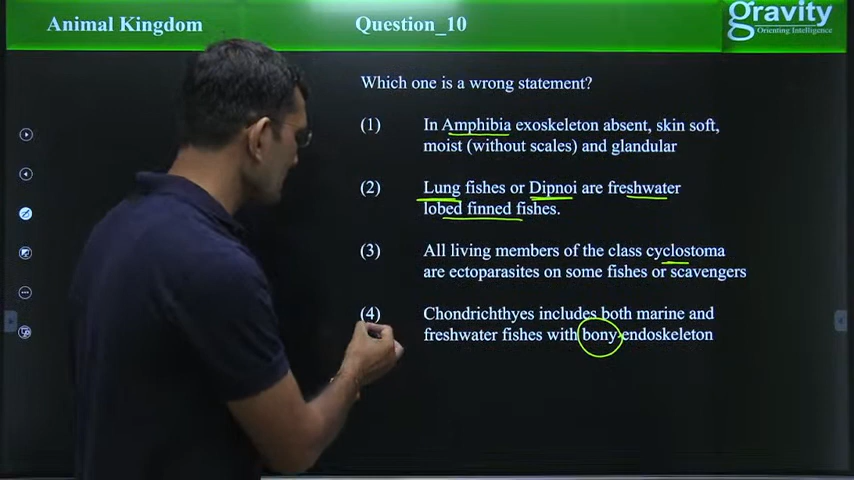 Animal Kingdom
Question_10
gravity
Orienting Intelligence
Which one is a wrong statement?
(1) In Amphibia exoskeleton absent, skin soft,
moist (without scales) and glandular
(2) Lung fishes or Dipnoi are freshwater
lobed finned fishes.
(3) All living members of the class cyclostoma
are ectoparasites on some fishes or scavengers
(4) Chondrichthyes includes both marine and
freshwater fishes with bony endoskeleton